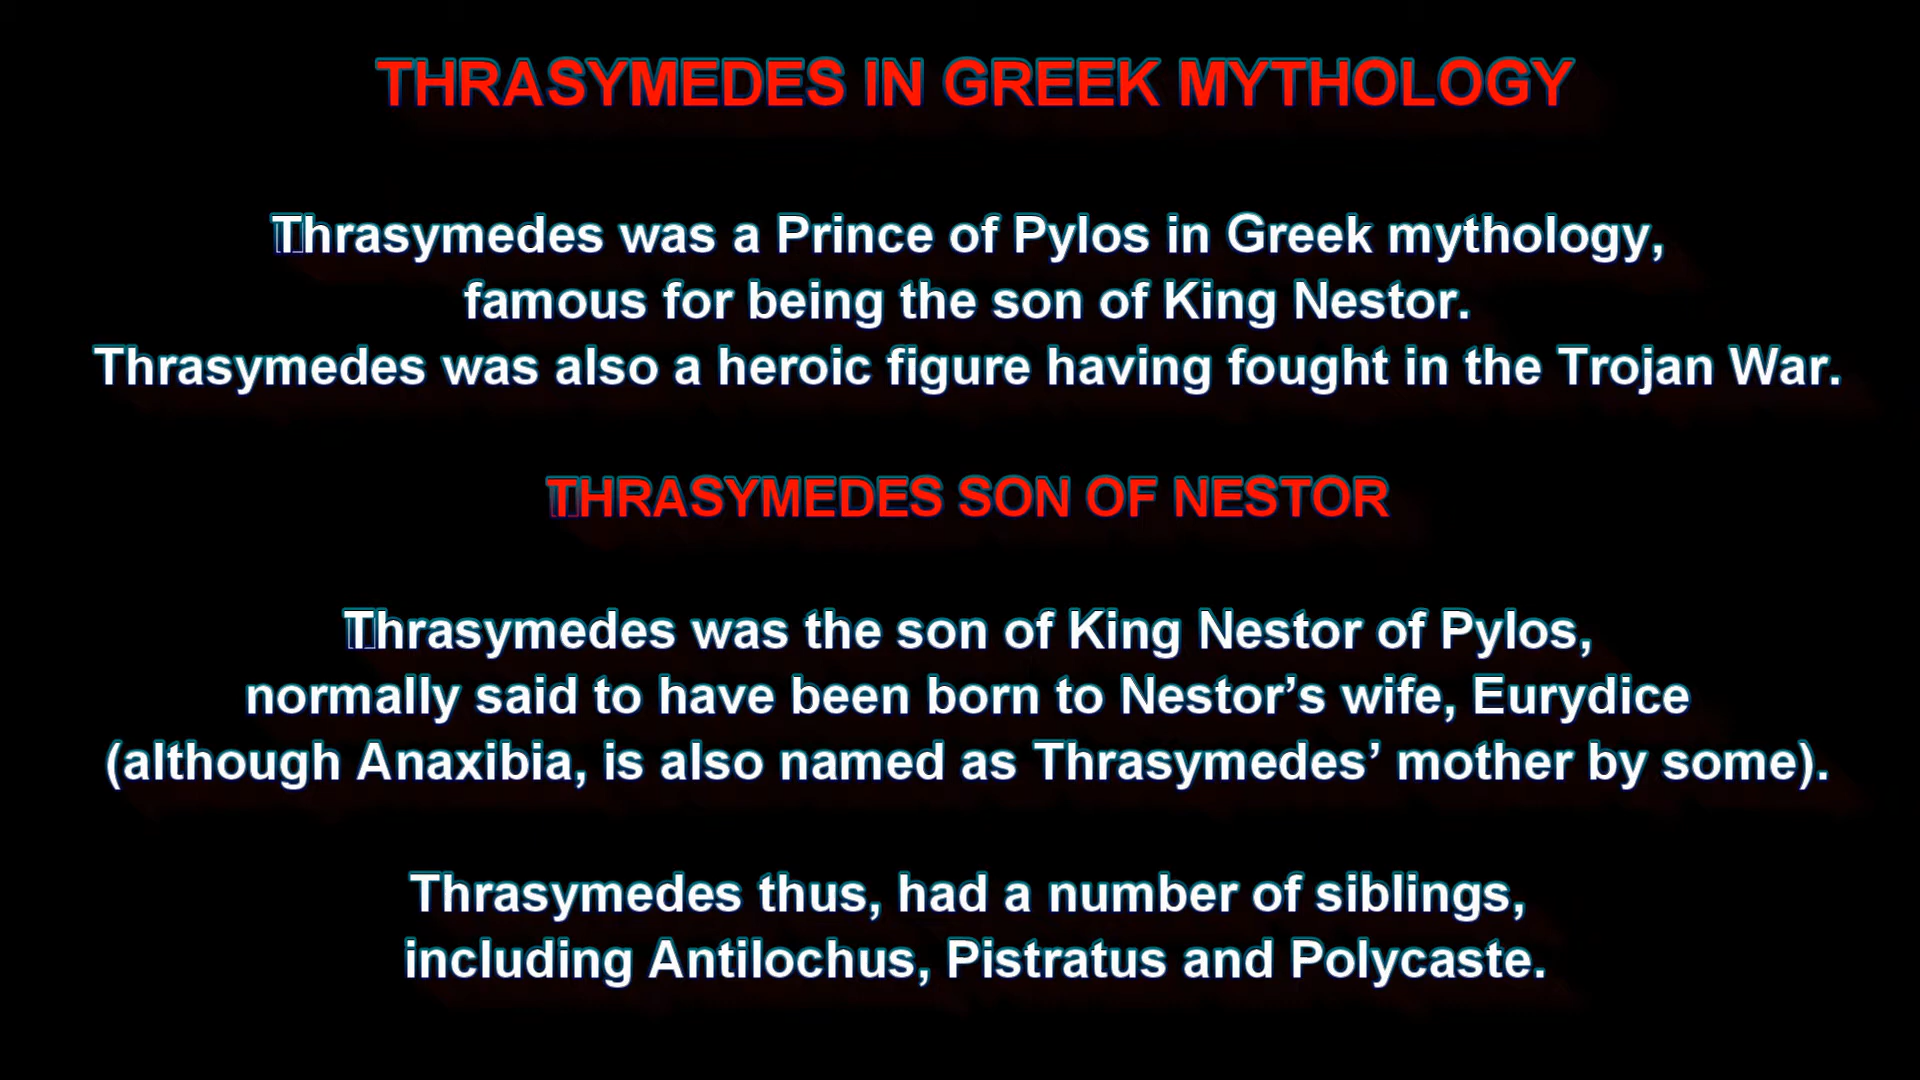 THRASYMEDES IN GREEK MYTHOLOGY
Thrasymedes was a Prince of Pylos in Greek mythology,
famous for being the son of King Nestor.
Thrasymedes was also a heroic figure having fought in the Trojan War.
THRASYMEDES SON OF NESTOR
Thrasymedes was the son of King Nestor of Pylos,
normally said to have been born to Nestor’s wife, Eurydice
(although Anaxibia, is also named as Thrasymedes’ mother by some).
Thrasymedes thus, had a number of siblings,
including Antilochus, Pistratus and Polycaste.